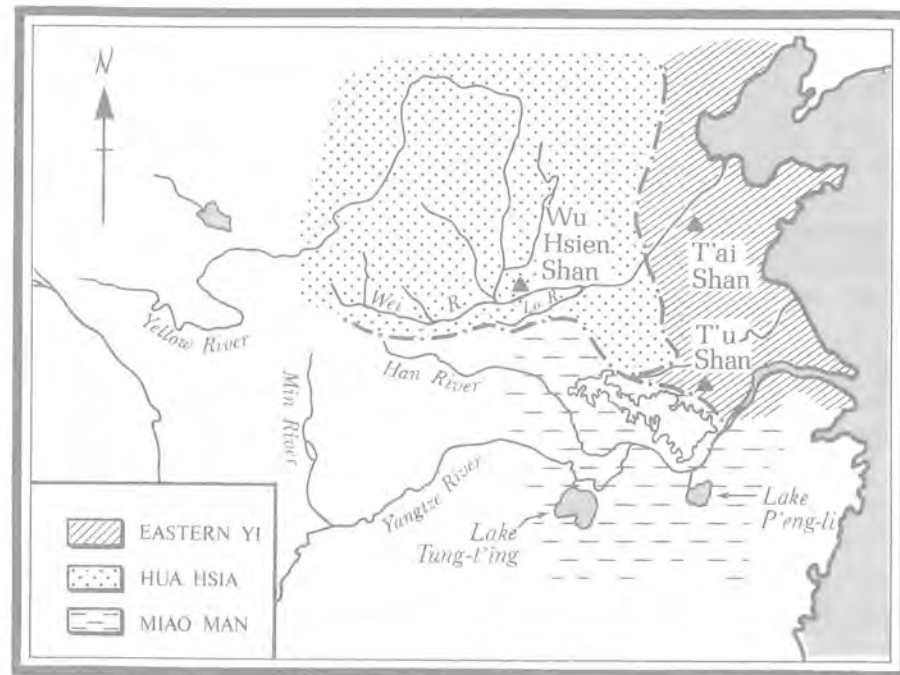 N
Wu
Hsien
Shan
T'ai
Shan
T'u
Shan
Wei R.
Lo R.
Yellow River
Han River
Min River
Yangtze River
Lake
Tung-t'ing
Lake
P'eng-li
EASTERN YI
HUA HSIA
MIAO MAN